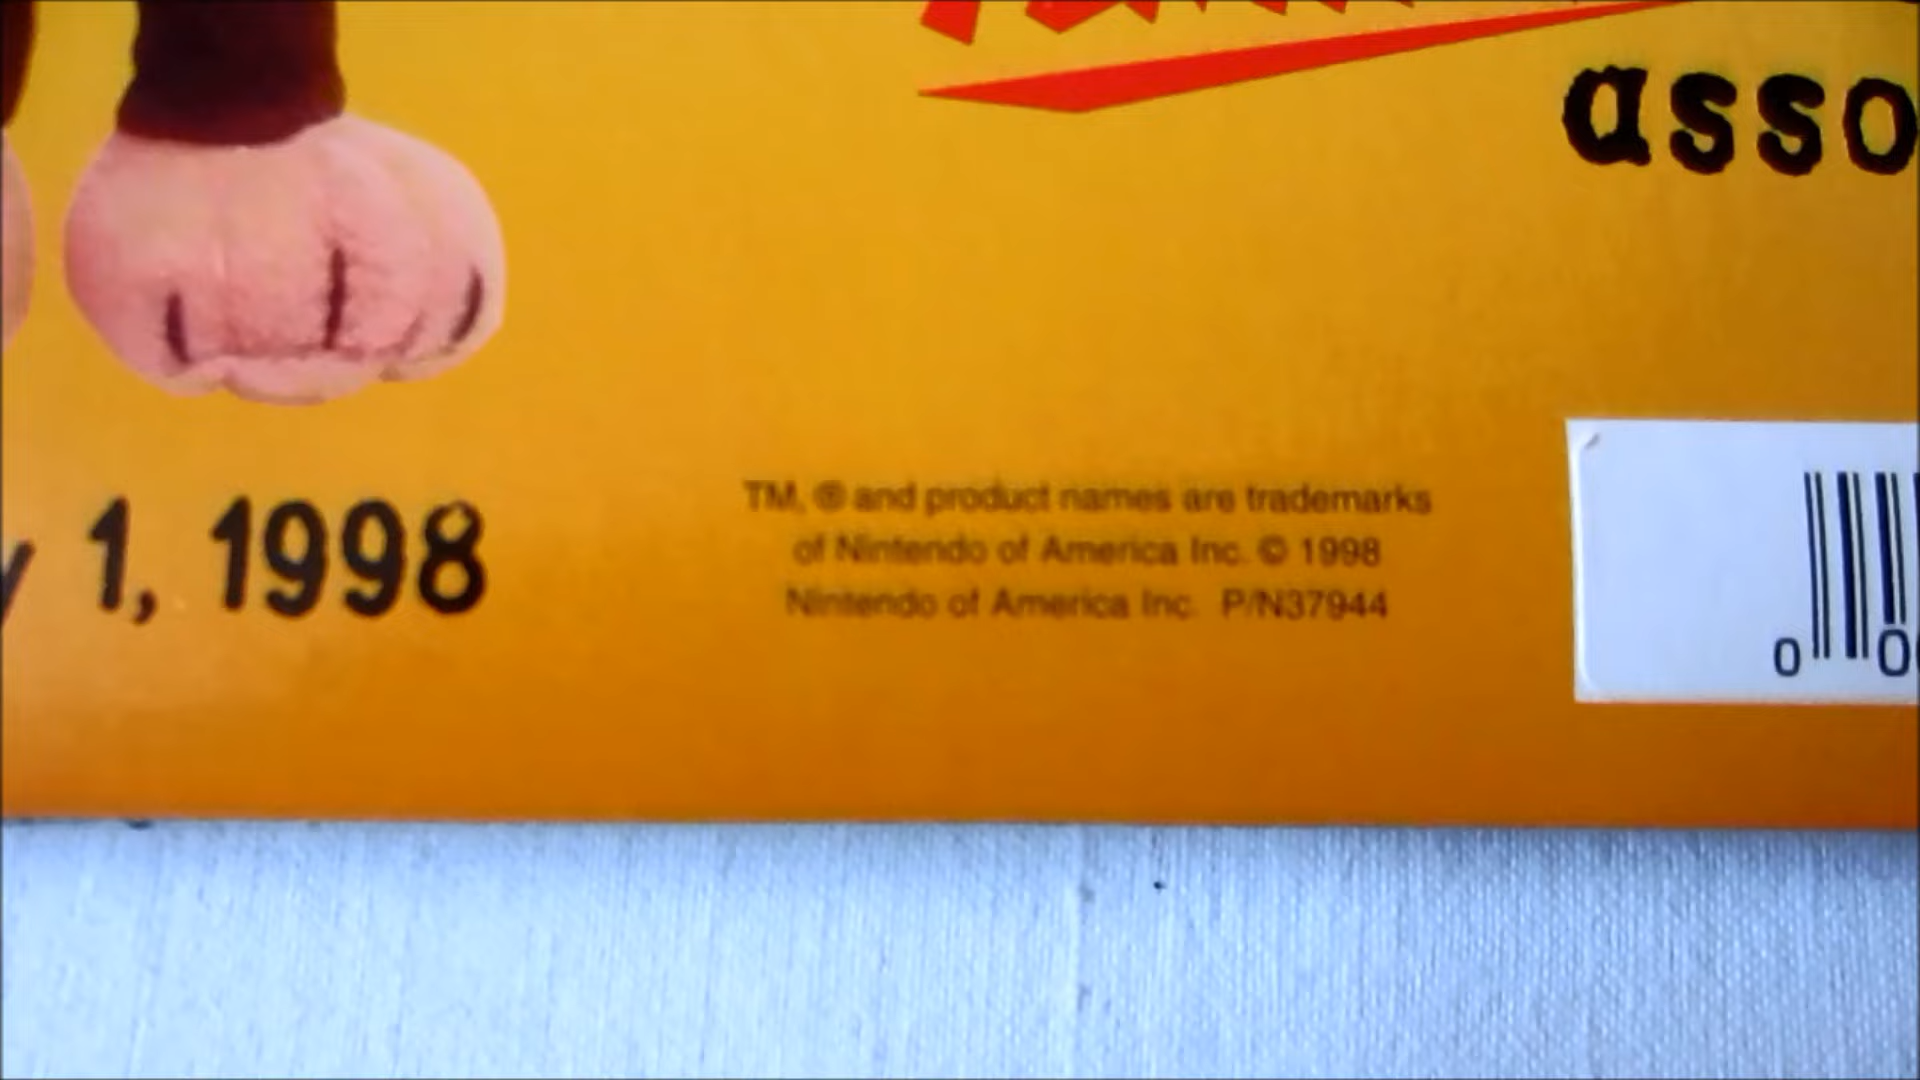 asso
1, 1998
TM, ® and product names are trademarks
of Nintendo of America Inc. © 1998
Nintendo of America Inc. P/N37944
0 0